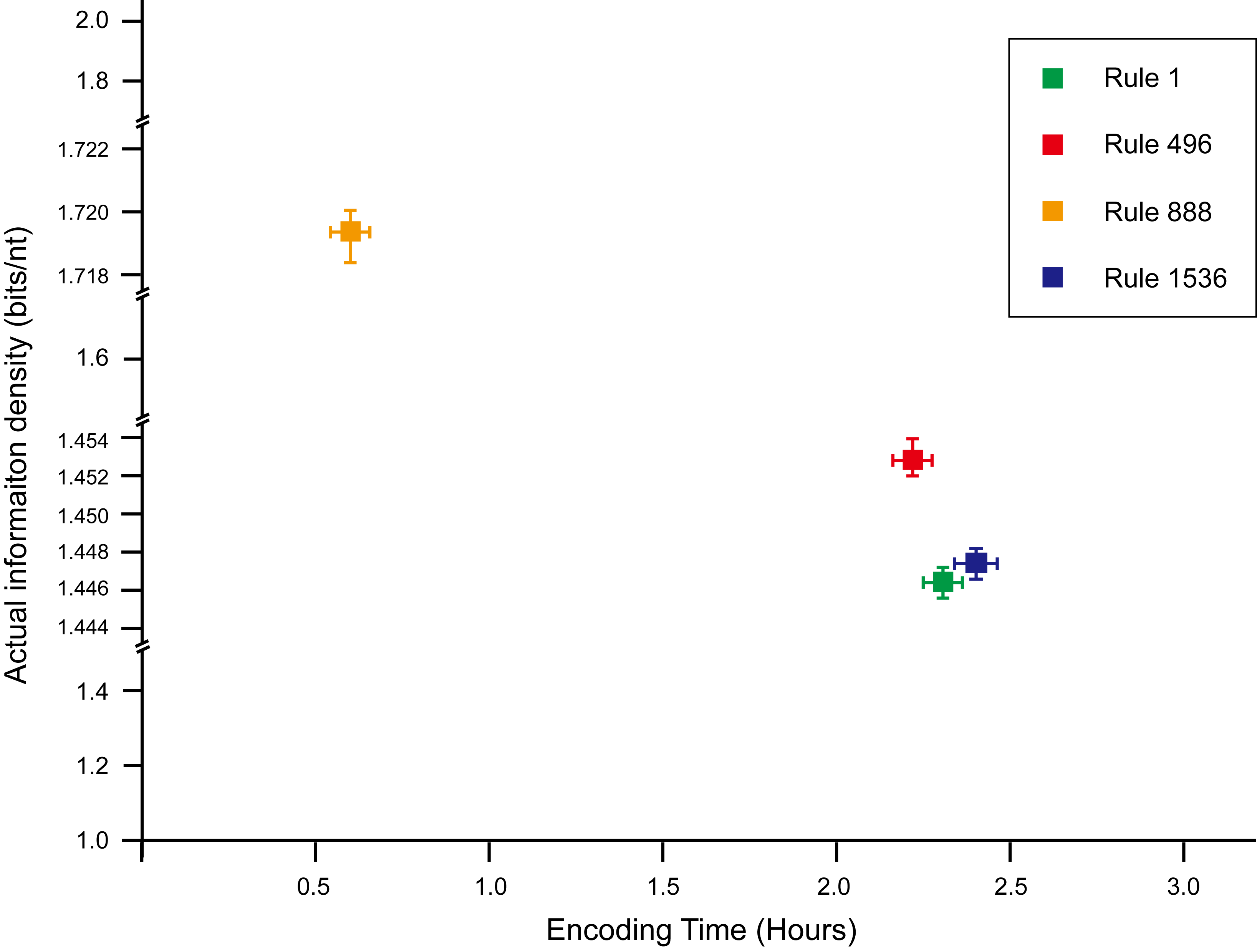 2.0
1.8
1.722
1.720
1.718
1.6
1.454
1.452
1.450
1.448
1.446
1.444
1.4
1.2
1.0
Actual informaiton density (bits/nt)
0.5 1.0 1.5 2.0 2.5 3.0
Encoding Time (Hours)
Rule 1
Rule 496
Rule 888
Rule 1536